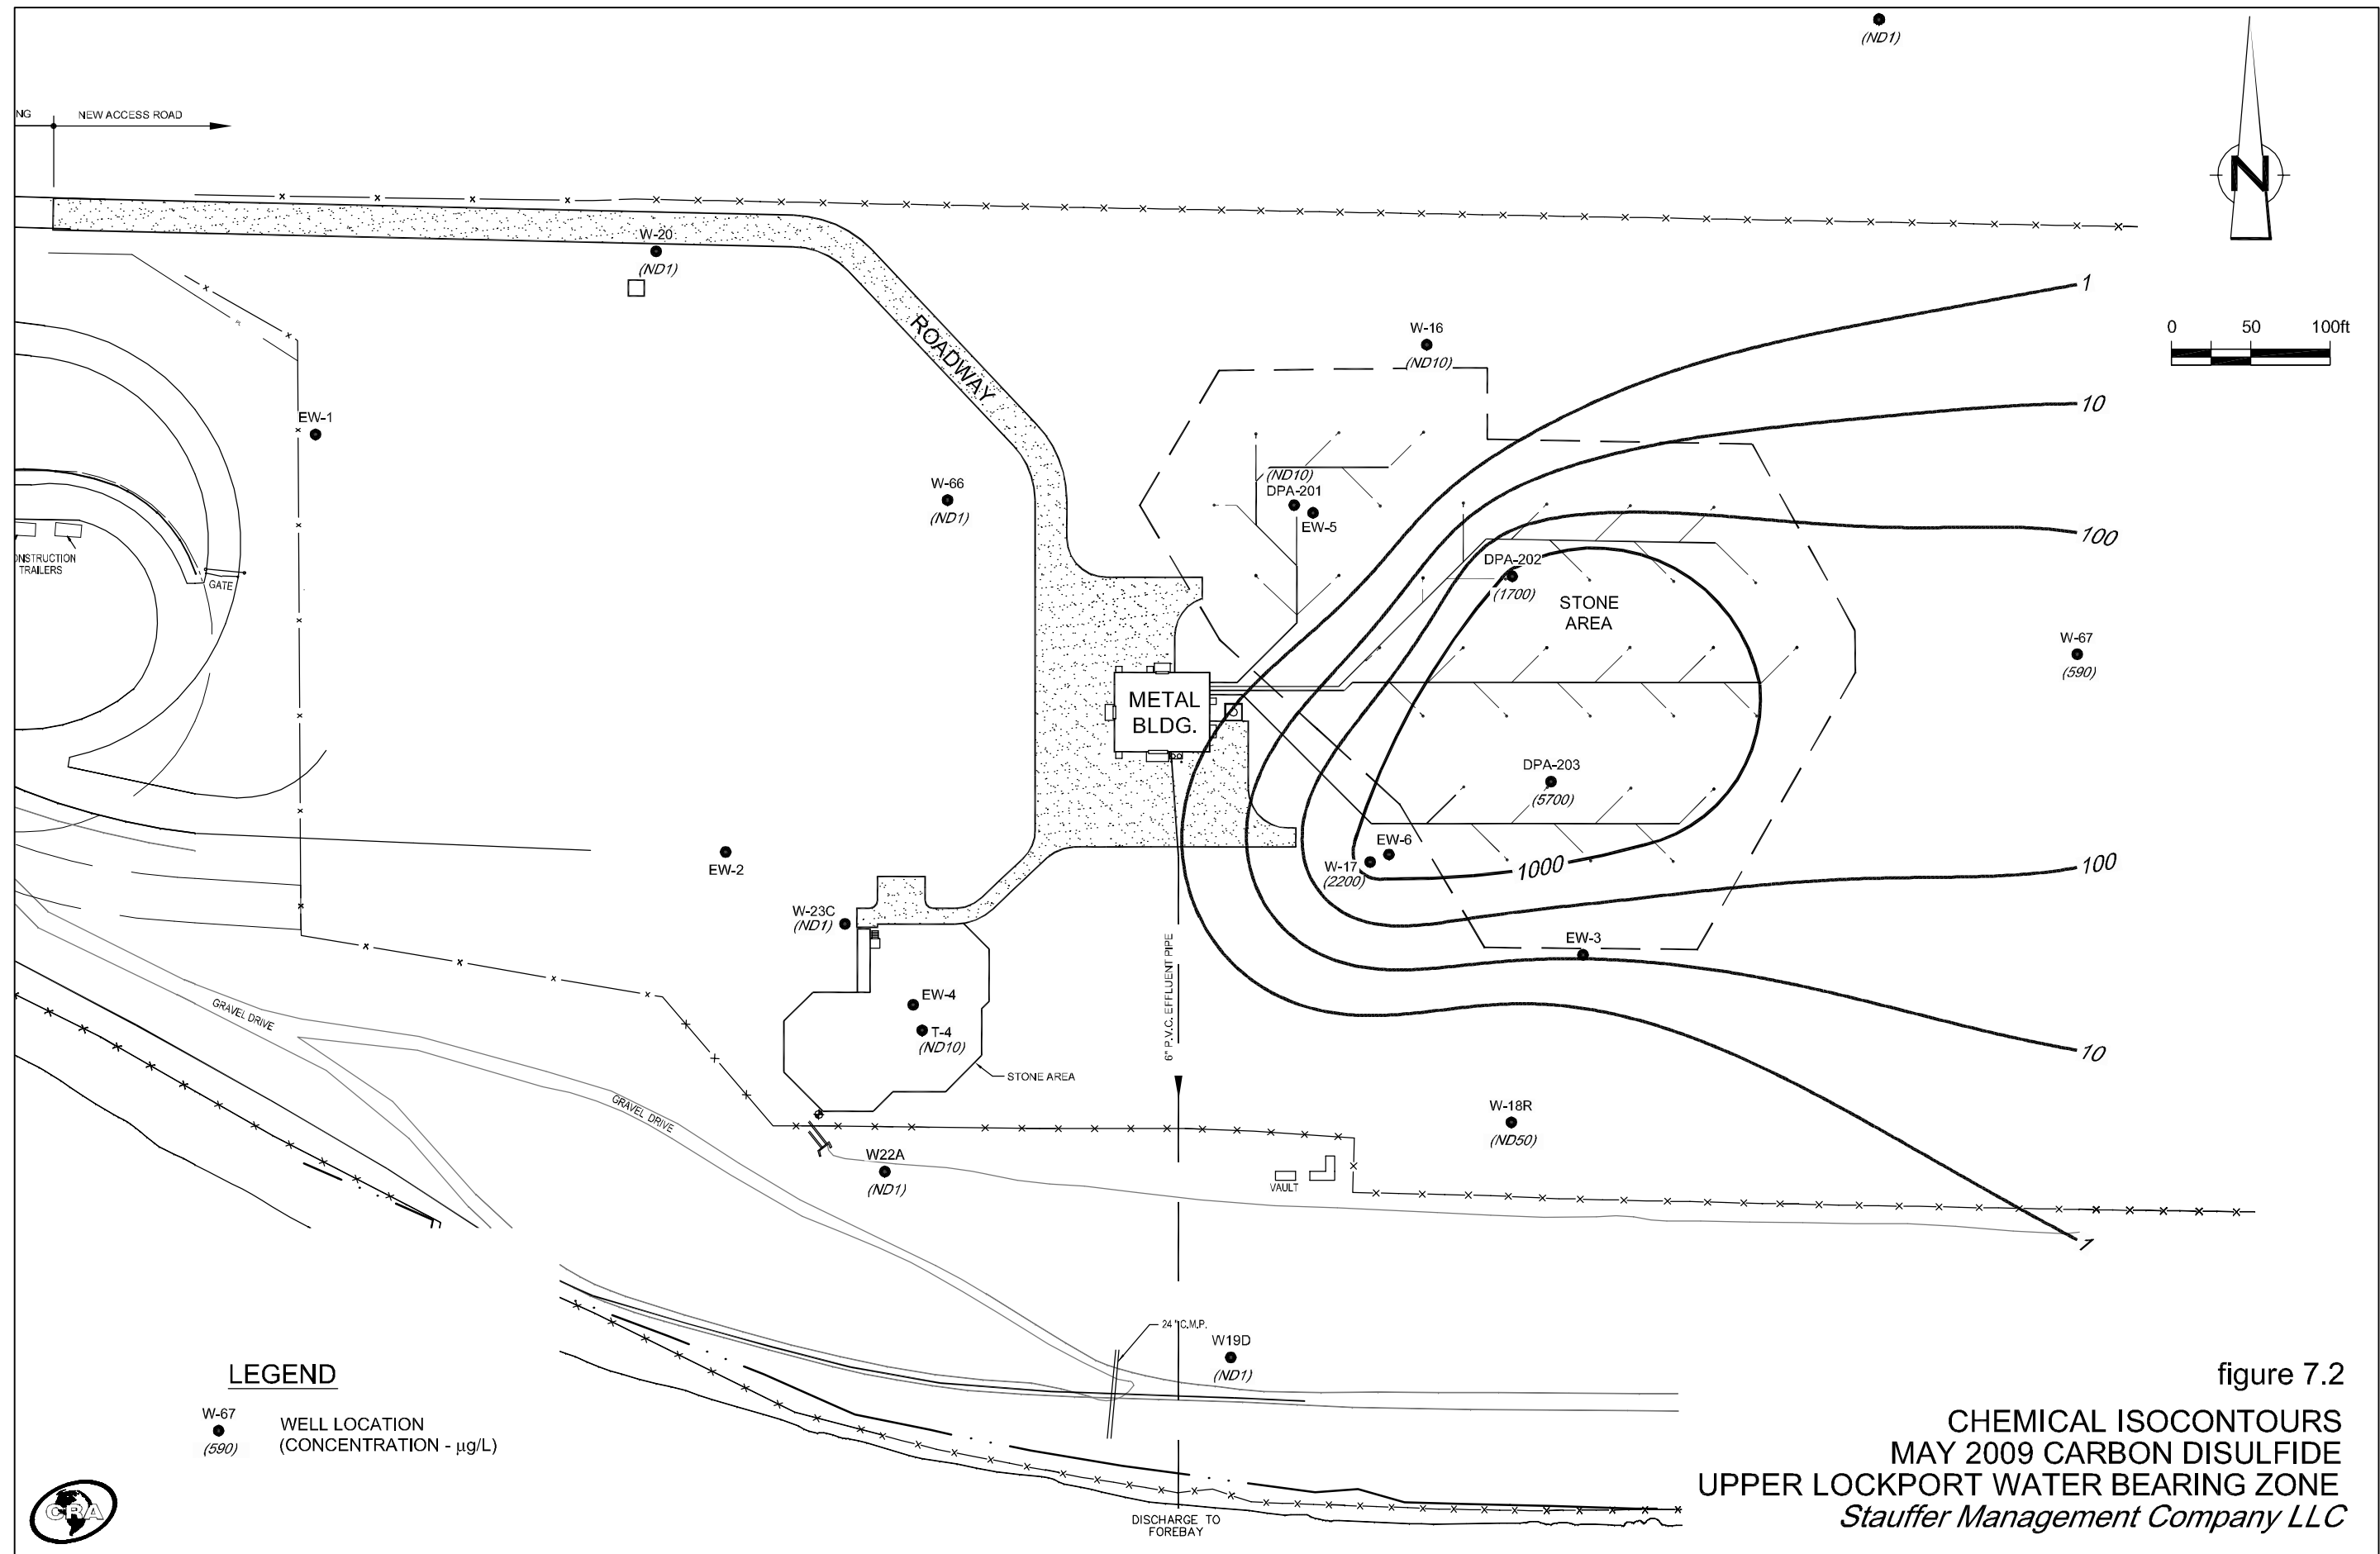 (ND1)
NG
NEW ACCESS ROAD
N
W-20
(ND1)
1
0 50 100ft
ROADWAY
W-16
(ND10)
10
EW-1
(ND10)
DPA-201
EW-5
W-66
(ND1)
100
ONSTRUCTION
TRAILERS
GATE
DPA-202
(1700)
STONE
AREA
W-67
(590)
METAL
BLDG.
DPA-203
(5700)
EW-6
W-17
(2200)
1000
100
EW-2
W-23C
(ND1)
EW-3
6" P.V.C. EFFLUENT PIPE
EW-4
T-4
(ND10)
GRAVEL DRIVE
10
STONE AREA
GRAVEL DRIVE
W-18R
(ND50)
W22A
(ND1)
VAULT
1
24" C.M.P.
W19D
(ND1)
LEGEND
W-67
(590)
WELL LOCATION
(CONCENTRATION - µg/L)
CRA
DISCHARGE TO
FOREBAY
figure 7.2
CHEMICAL ISOCONTOURS
MAY 2009 CARBON DISULFIDE
UPPER LOCKPORT WATER BEARING ZONE
Stauffer Management Company LLC